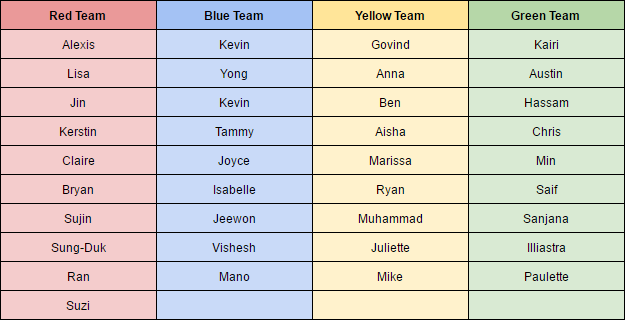 Red Team Blue Team Yellow Team Green Team
Alexis Kevin Govind Kairi
Lisa Yong Anna Austin
Jin Kevin Ben Hassam
Kerstin Tammy Aisha Chris
Claire Joyce Marissa Min
Bryan Isabelle Ryan Saif
Sujin Jeewon Muhammad Sanjana
Sung-Duk Vishesh Juliette Illiastra
Ran Mano Mike Paulette
Suzi